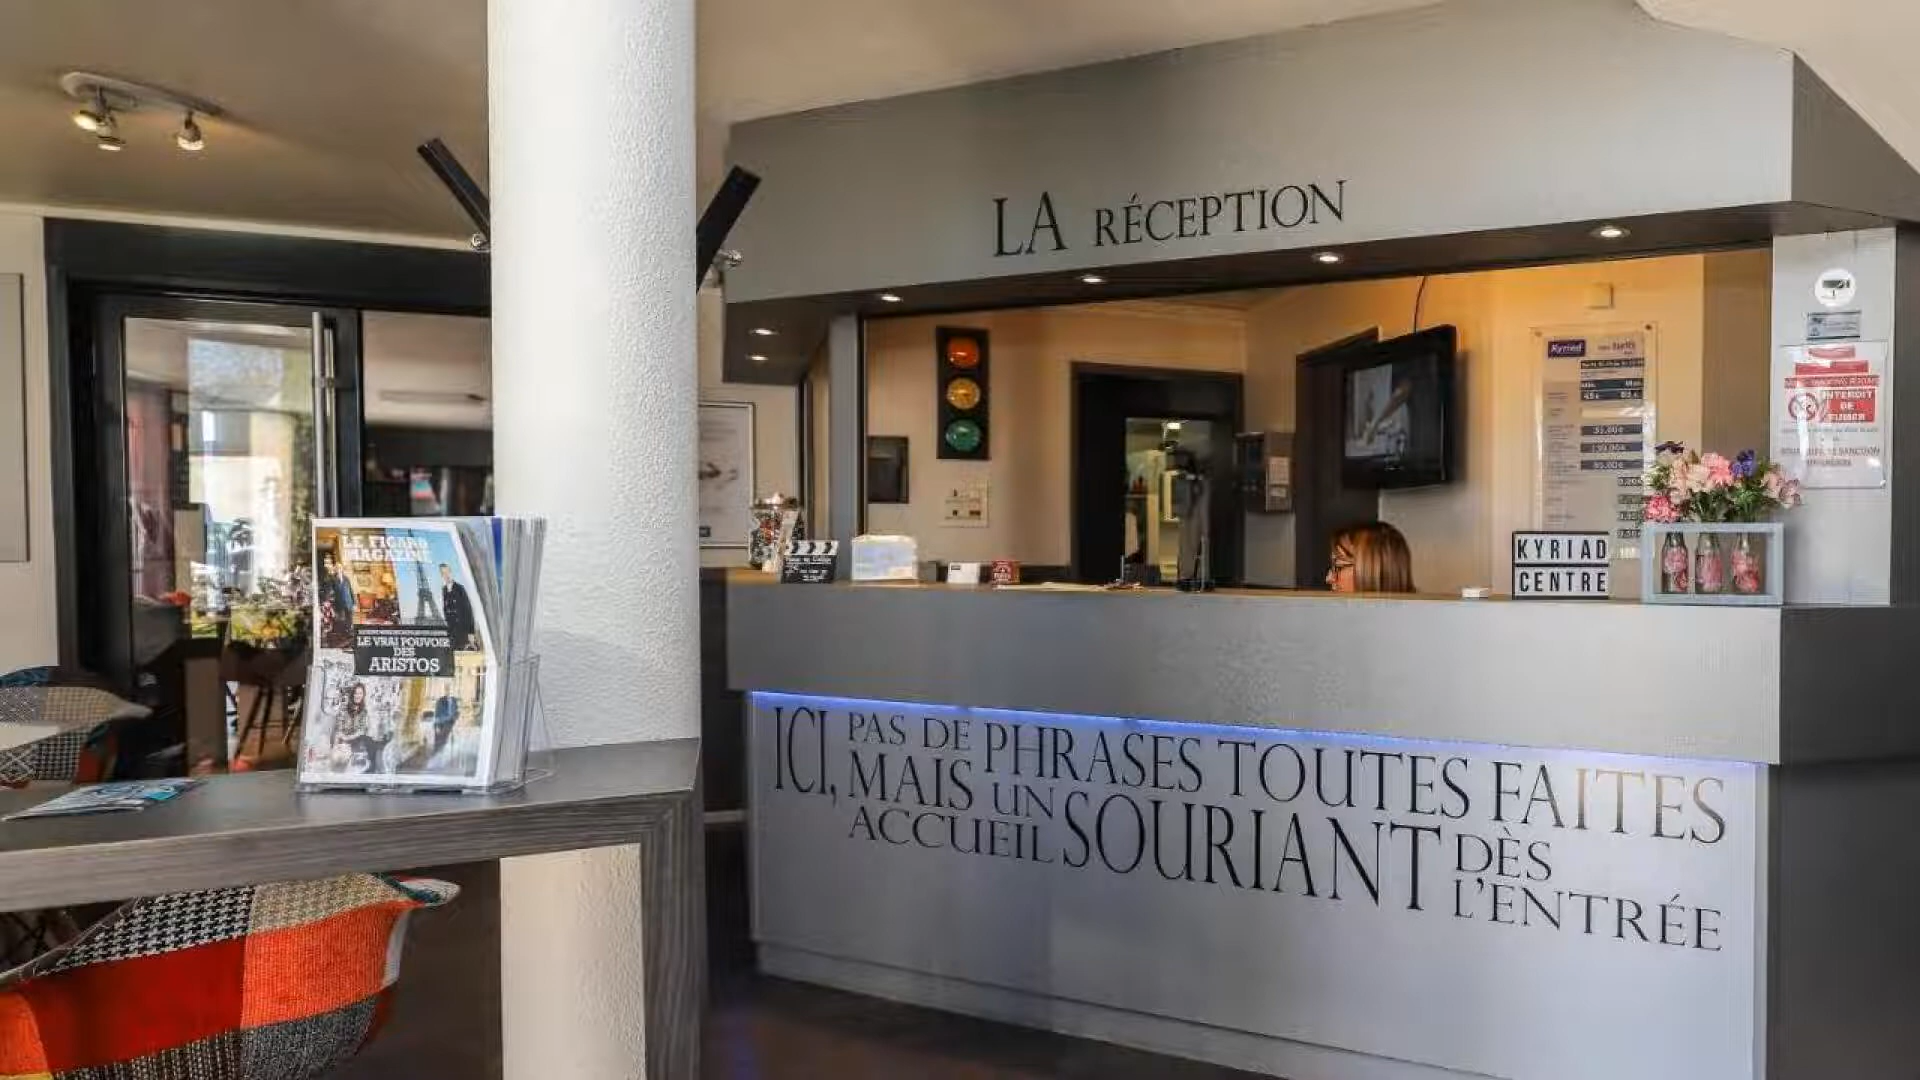 LA RÉCEPTION
Kyriad
INTERDIT
DE
FUMER
KYRIAD
CENTRE
LE FIGARO
MAGAZINE
LE VRAI POUVOIR
DES
ARISTOS
ICI, PAS DE PHRASES TOUTES FAITES
MAIS UN
ACCUEIL SOURIANT DÈS
L'ENTRÉE